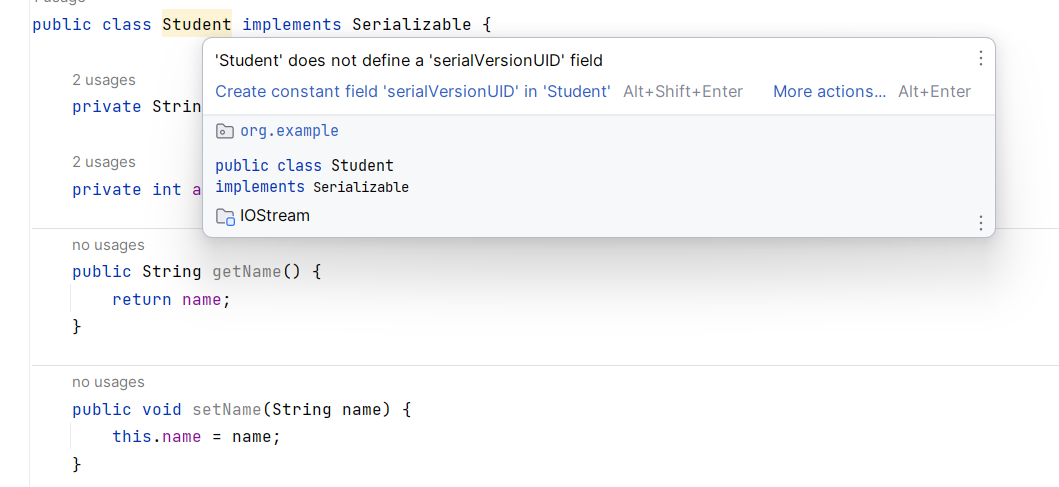 usage
public class Student implements Serializable {
'Student' does not define a 'serialVersionUID' field
2 usages
Create constant field 'serialVersionUID' in 'Student' Alt+Shift+Enter More actions... Alt+Enter
private Strin
org.example
2 usages
public class Student
private int a
implements Serializable
IOStream
no usages
public String getName() {
return name;
}
no usages
public void setName(String name) {
this.name = name;
}